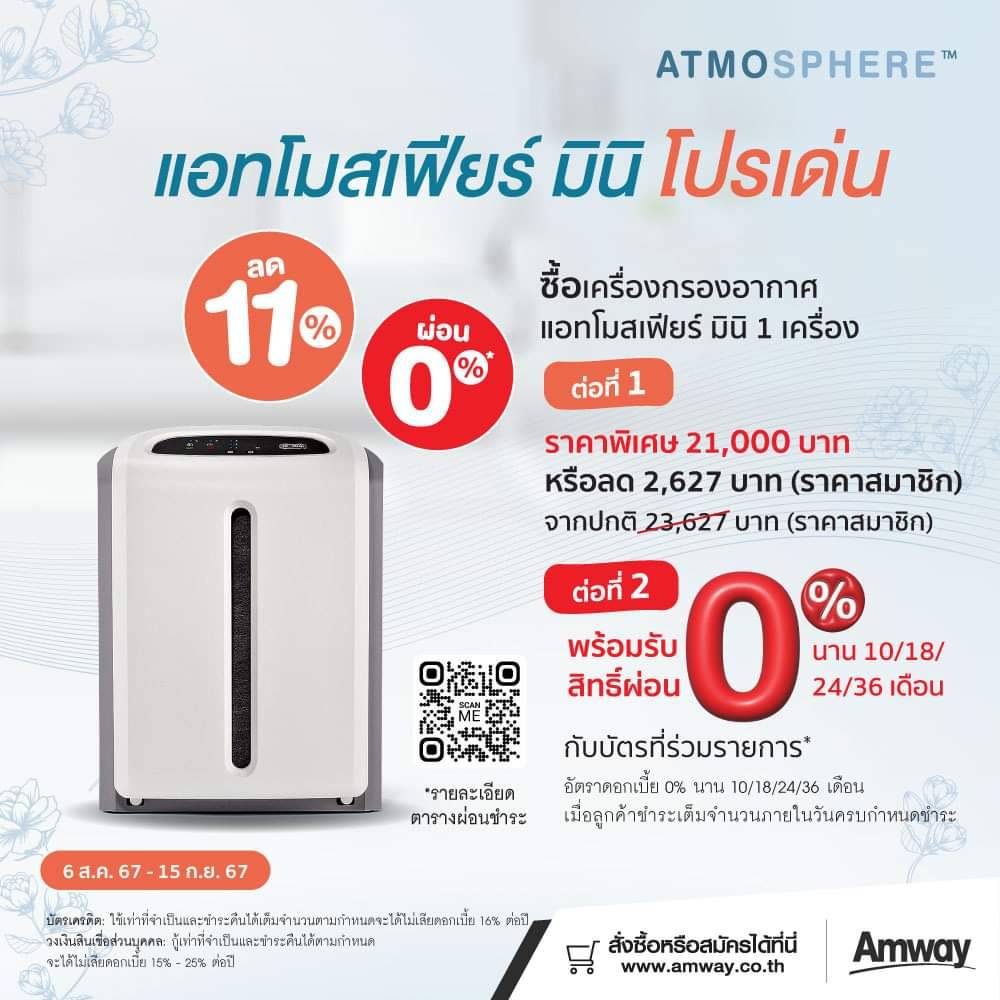 ATMOSPHERE™
แอทโมสเฟียร์ มินิ โปรเด่น
ลด
11%
ผ่อน
0%*
ซื้อเครื่องกรองอากาศ
แอทโมสเฟียร์ มินิ 1 เครื่อง
ต่อที่ 1
ราคาพิเศษ 21,000 บาท
หรือลด 2,627 บาท (ราคาสมาชิก)
จากปกติ 23,627 บาท (ราคาสมาชิก)
ต่อที่ 2
พร้อมรับ
สิทธิ์ผ่อน
0%
นาน 10/18/
24/36 เดือน
กับบัตรที่ร่วมรายการ*
อัตราดอกเบี้ย 0% นาน 10/18/24/36 เดือน
เมื่อลูกค้าชำระเต็มจำนวนภายในวันครบกำหนดชำระ
SCAN
ME
*รายละเอียด
ตารางผ่อนชำระ
6 ส.ค. 67 - 15 ก.ย. 67
บัตรเครดิต: ใช้เท่าที่จำเป็นและชำระคืนได้เต็มจำนวนตามกำหนดจะได้ไม่เสียดอกเบี้ย 16% ต่อปี
วงเงินสินเชื่อส่วนบุคคล: กู้เท่าที่จำเป็นและชำระคืนได้ตามกำหนด
จะได้ไม่เสียดอกเบี้ย 15% - 25% ต่อปี
สั่งซื้อหรือสมัครได้ที่นี่
www.amway.co.th
Amway